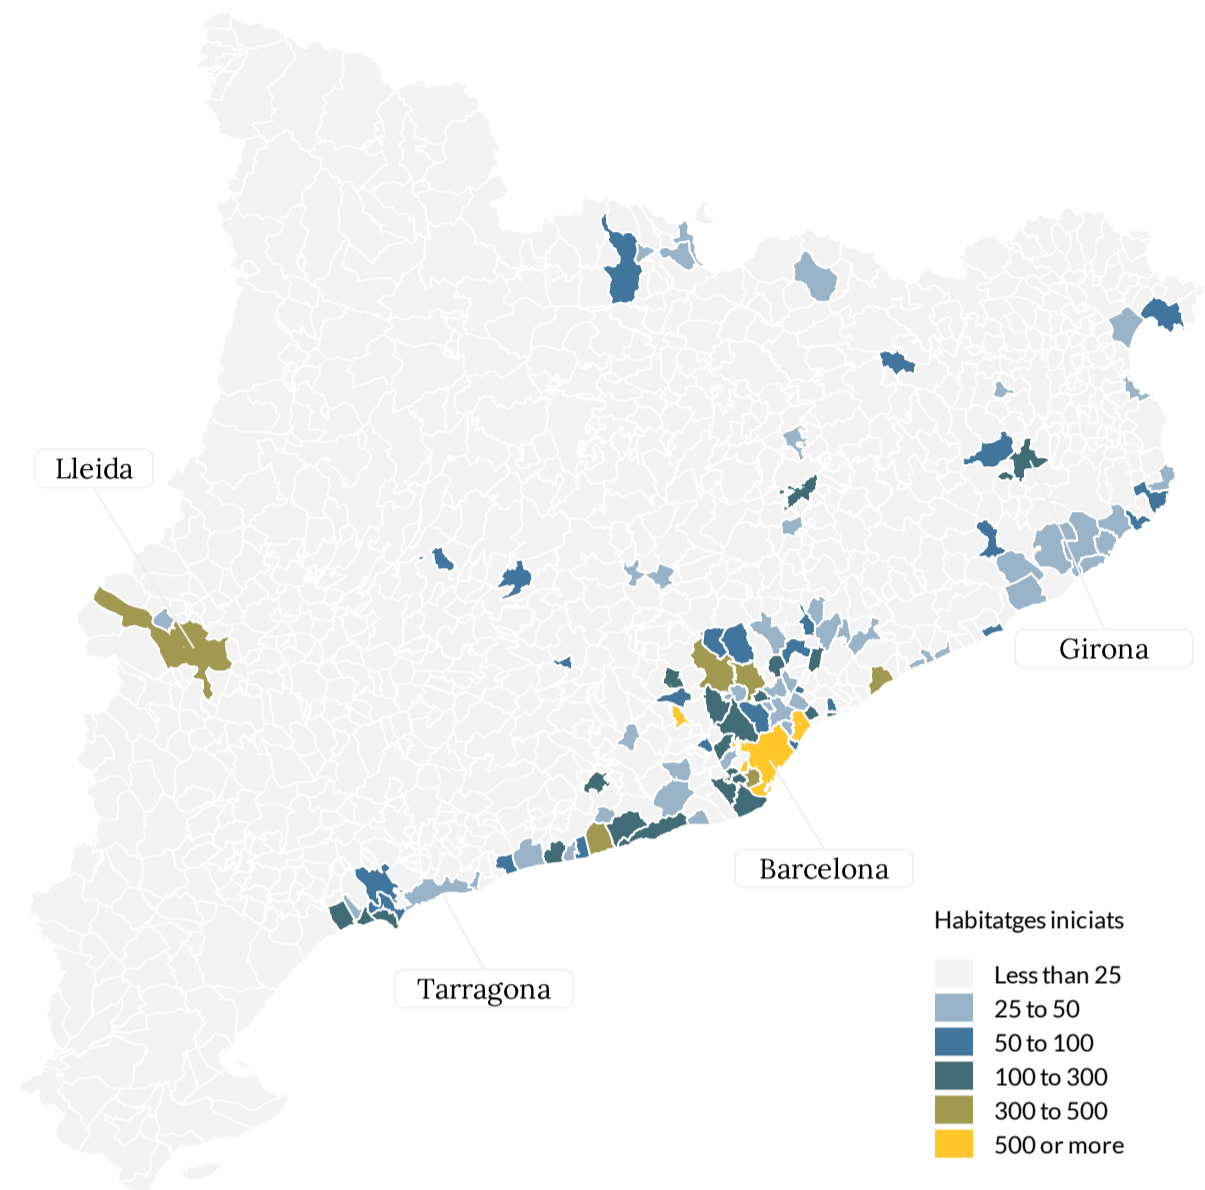 Lleida
Girona
Barcelona
Tarragona
Habitatges iniciats
Less than 25
25 to 50
50 to 100
100 to 300
300 to 500
500 or more